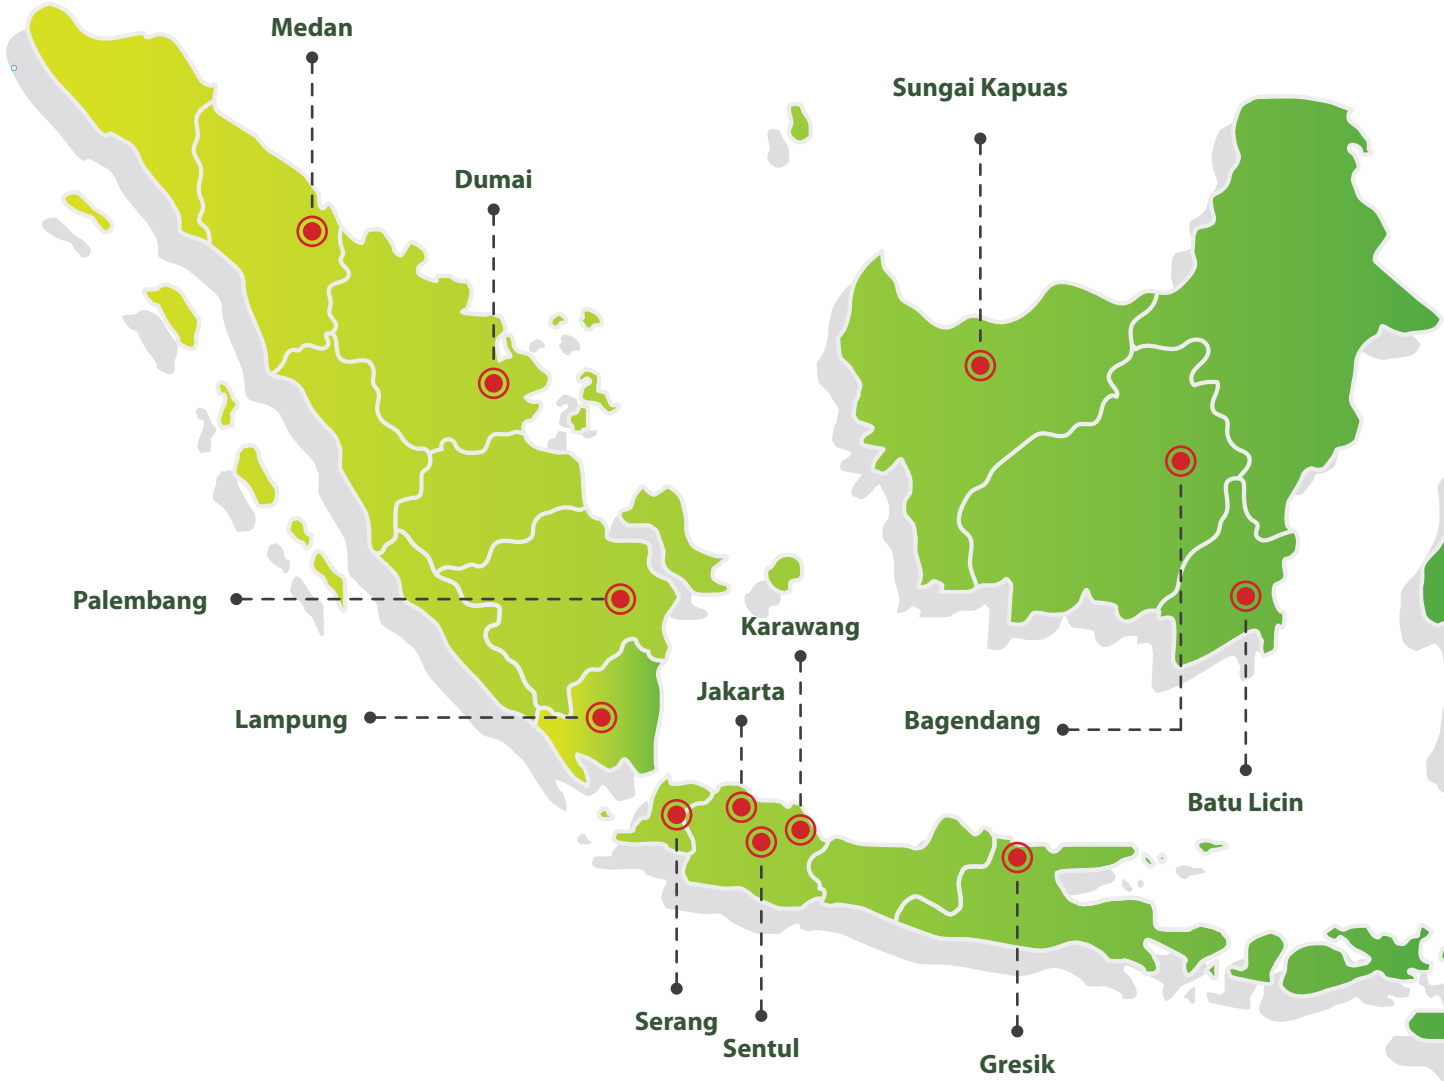 Medan
Sungai Kapuas
Dumai
Palembang
Karawang
Jakarta
Lampung
Bagendang
Batu Licin
Serang
Sentul
Gresik